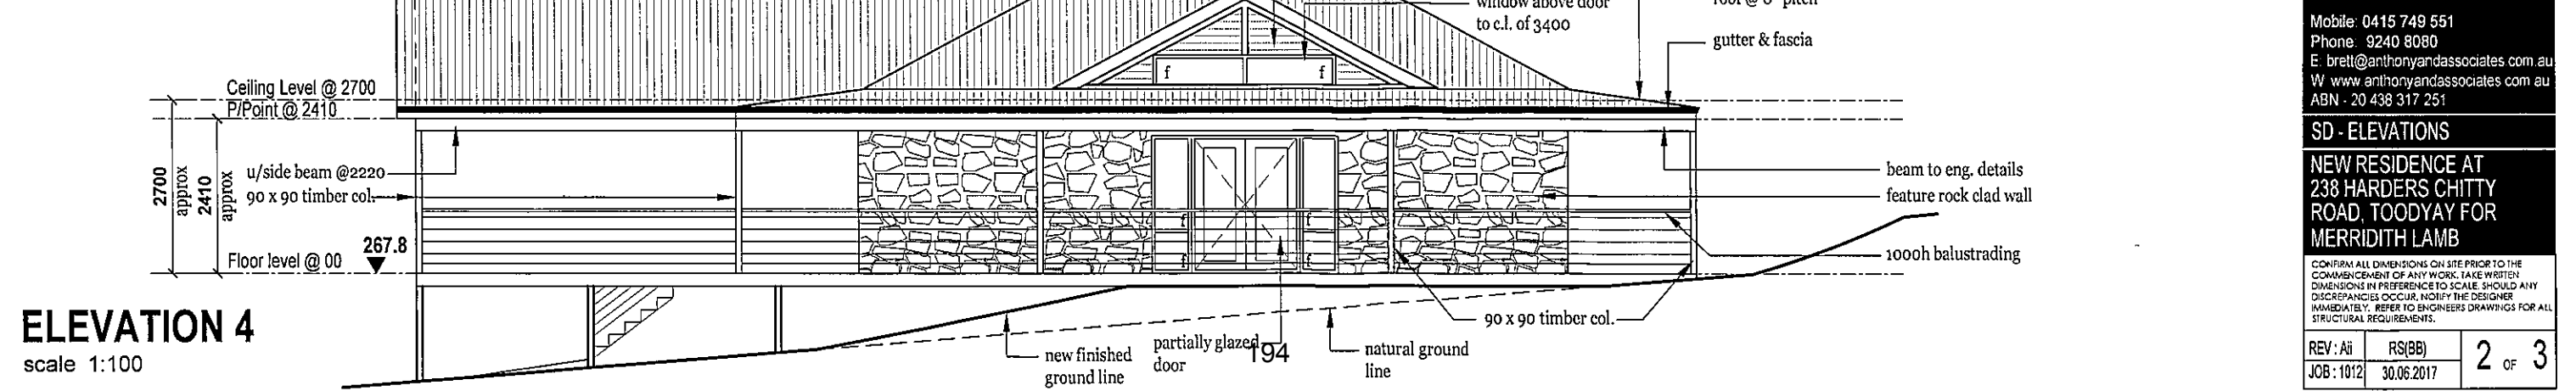 window above door
to c.l. of 3400
roof @ 6° pitch
gutter & fascia
Ceiling Level @ 2700
P/Point @ 2410
f
f
2700
approx
2410
approx
u/side beam @2220
90 x 90 timber col.
267.8
Floor level @ 00
f
f
f
f
beam to eng. details
feature rock clad wall
1000h balustrading
90 x 90 timber col.
new finished
ground line
partially glazed
door
194
natural ground
line
ELEVATION 4
scale 1:100
Mobile: 0415 749 551
Phone: 9240 8080
E: brett@anthonyandassociates.com.au
W www.anthonyandassociates com au
ABN - 20 438 317 251
SD - ELEVATIONS
NEW RESIDENCE AT
238 HARDERS CHITTY
ROAD, TOODYAY FOR
MERRIDITH LAMB
CONFIRM ALL DIMENSIONS ON SITE PRIOR TO THE
COMMENCEMENT OF ANY WORK. TAKE WRITTEN
DIMENSIONS IN PREFERENCE TO SCALE. SHOULD ANY
DISCREPANCIES OCCUR, NOTIFY THE DESIGNER
IMMEDIATELY. REFER TO ENGINEERS DRAWINGS FOR ALL
STRUCTURAL REQUIREMENTS.
REV : Aii
RS(BB)
JOB : 1012
30.06.2017
2 OF 3